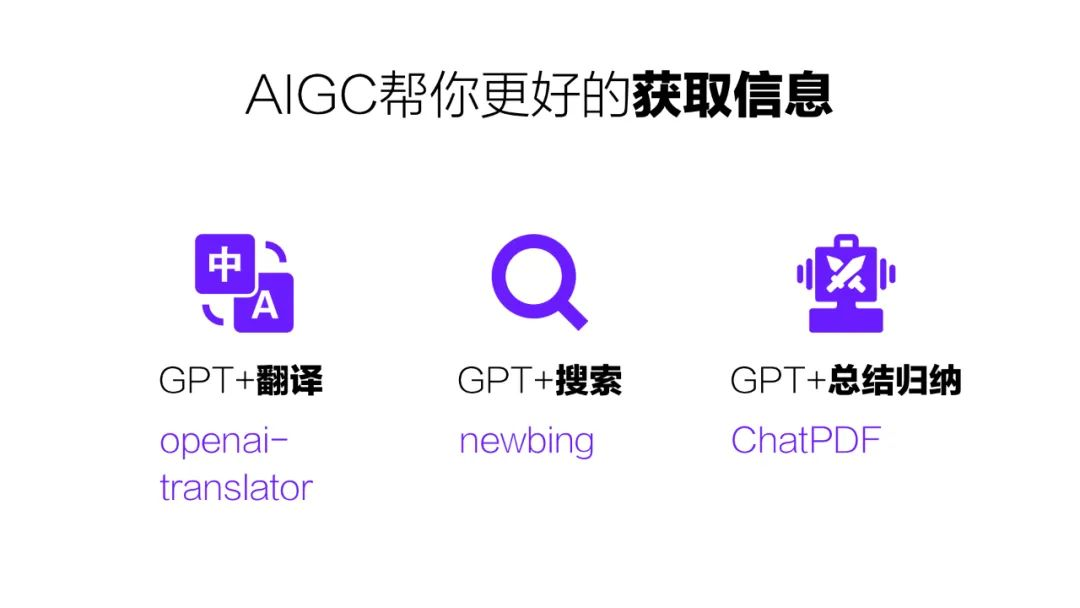 AIGC帮你更好的获取信息
中
A
GPT+翻译
openai-
translator
GPT+搜索
newbing
GPT+总结归纳
ChatPDF